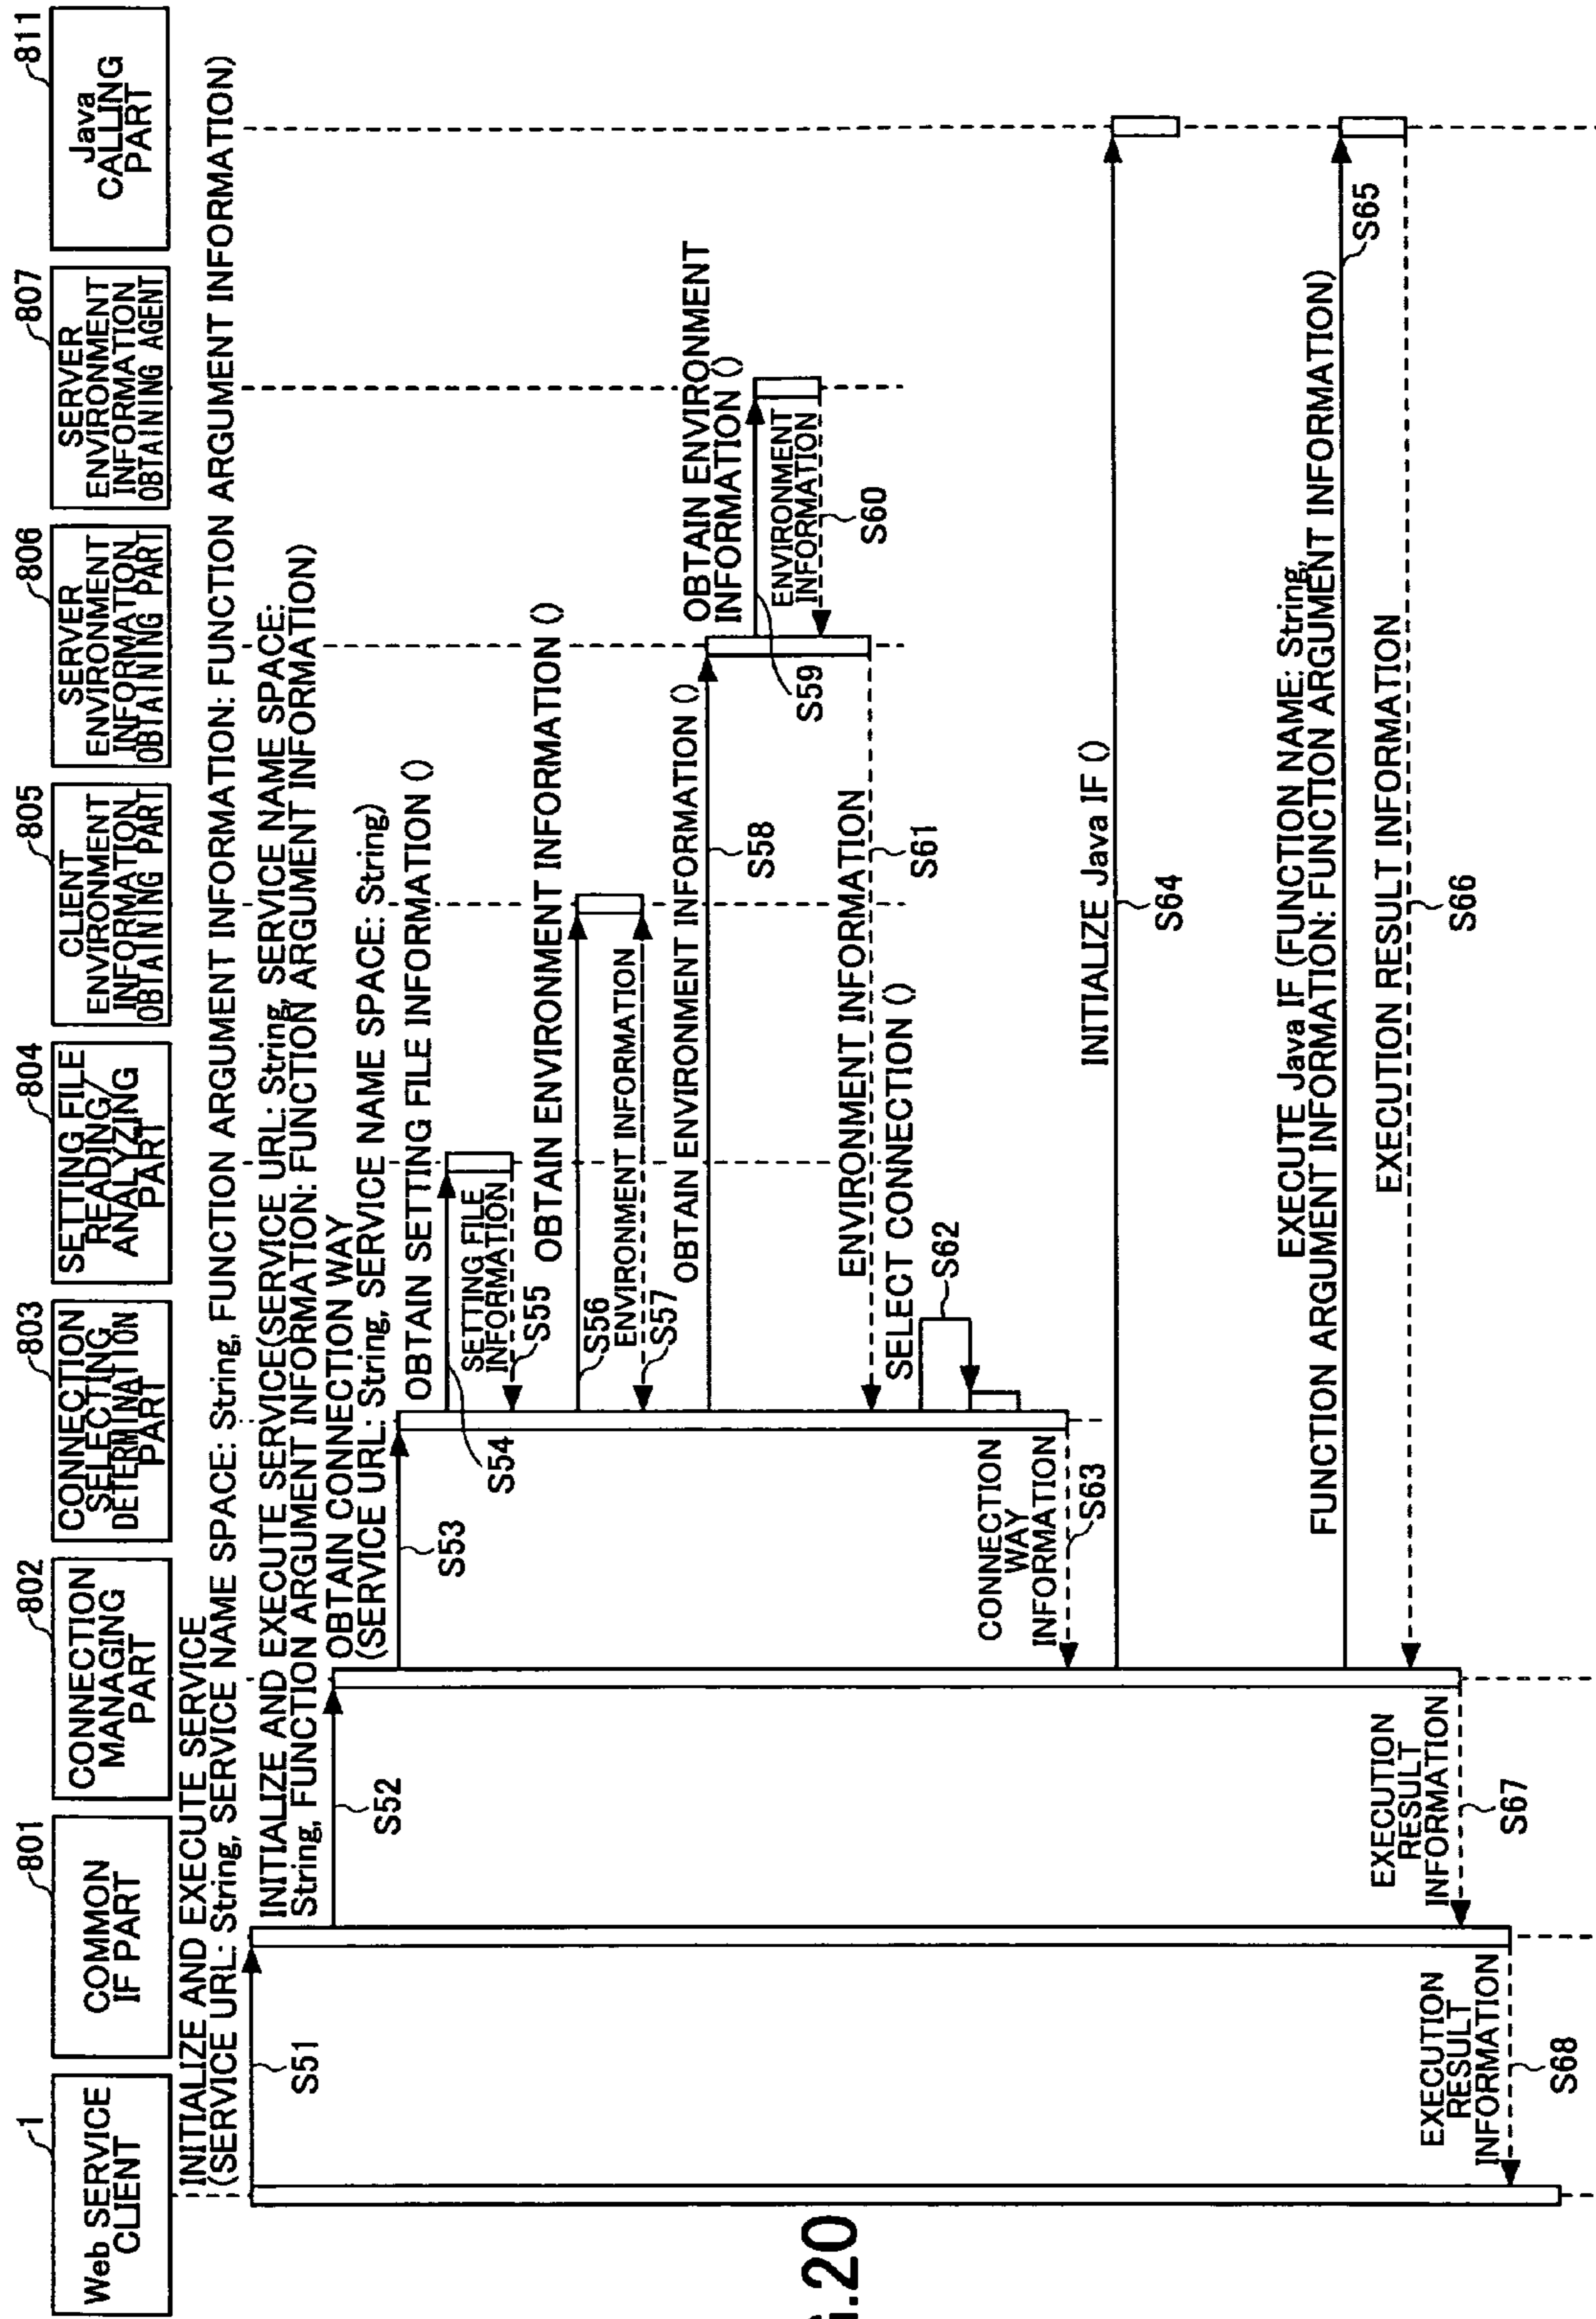 1
Web SERVICE
CLIENT
801
COMMON
IF PART
802
CONNECTION
MANAGING
PART
803
CONNECTION
SELECTING
DETERMINATION
PART
804
SETTING FILE
READING/
ANALYZING
PART
805
CLIENT
ENVIRONMENT
INFORMATION
OBTAINING PART
806
SERVER
ENVIRONMENT
INFORMATION
OBTAINING PART
807
SERVER
ENVIRONMENT
INFORMATION
OBTAINING AGENT
811
Java
CALLING
PART
INITIALIZE AND EXECUTE SERVICE
(SERVICE URL: String, SERVICE NAME SPACE: String, FUNCTION ARGUMENT INFORMATION: FUNCTION ARGUMENT INFORMATION)
S51
INITIALIZE AND EXECUTE SERVICE(SERVICE URL: String, SERVICE NAME SPACE:
String, FUNCTION ARGUMENT INFORMATION: FUNCTION ARGUMENT INFORMATION)
S52
OBTAIN CONNECTION WAY
(SERVICE URL: String, SERVICE NAME SPACE: String)
S53
OBTAIN SETTING FILE INFORMATION ()
S54
SETTING FILE
INFORMATION
S55
OBTAIN ENVIRONMENT INFORMATION ()
S56
ENVIRONMENT INFORMATION
S57
OBTAIN ENVIRONMENT INFORMATION ()
S58
OBTAIN ENVIRONMENT
INFORMATION ()
S59
ENVIRONMENT
INFORMATION
S60
ENVIRONMENT INFORMATION
S61
SELECT CONNECTION ()
S62
CONNECTION
WAY
INFORMATION
S63
INITIALIZE Java IF ()
S64
EXECUTE Java IF (FUNCTION NAME: String,
FUNCTION ARGUMENT INFORMATION: FUNCTION ARGUMENT INFORMATION)
S65
EXECUTION RESULT INFORMATION
S66
EXECUTION
RESULT
INFORMATION
S67
EXECUTION
RESULT
INFORMATION
S68
.20